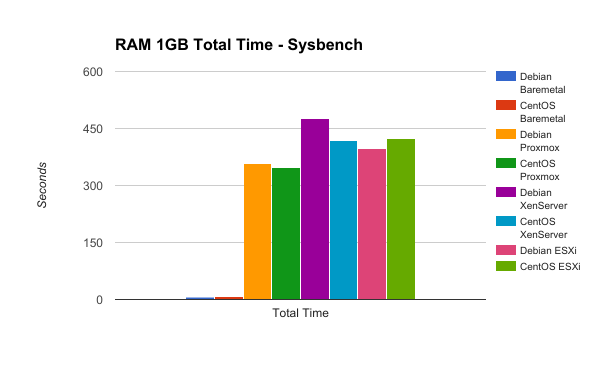 RAM 1GB Total Time - Sysbench
600
450
300
150
0
Seconds
Total Time
Debian
Baremetal
CentOS
Baremetal
Debian
Proxmox
CentOS
Proxmox
Debian
XenServer
CentOS
XenServer
Debian ESXi
CentOS ESXi